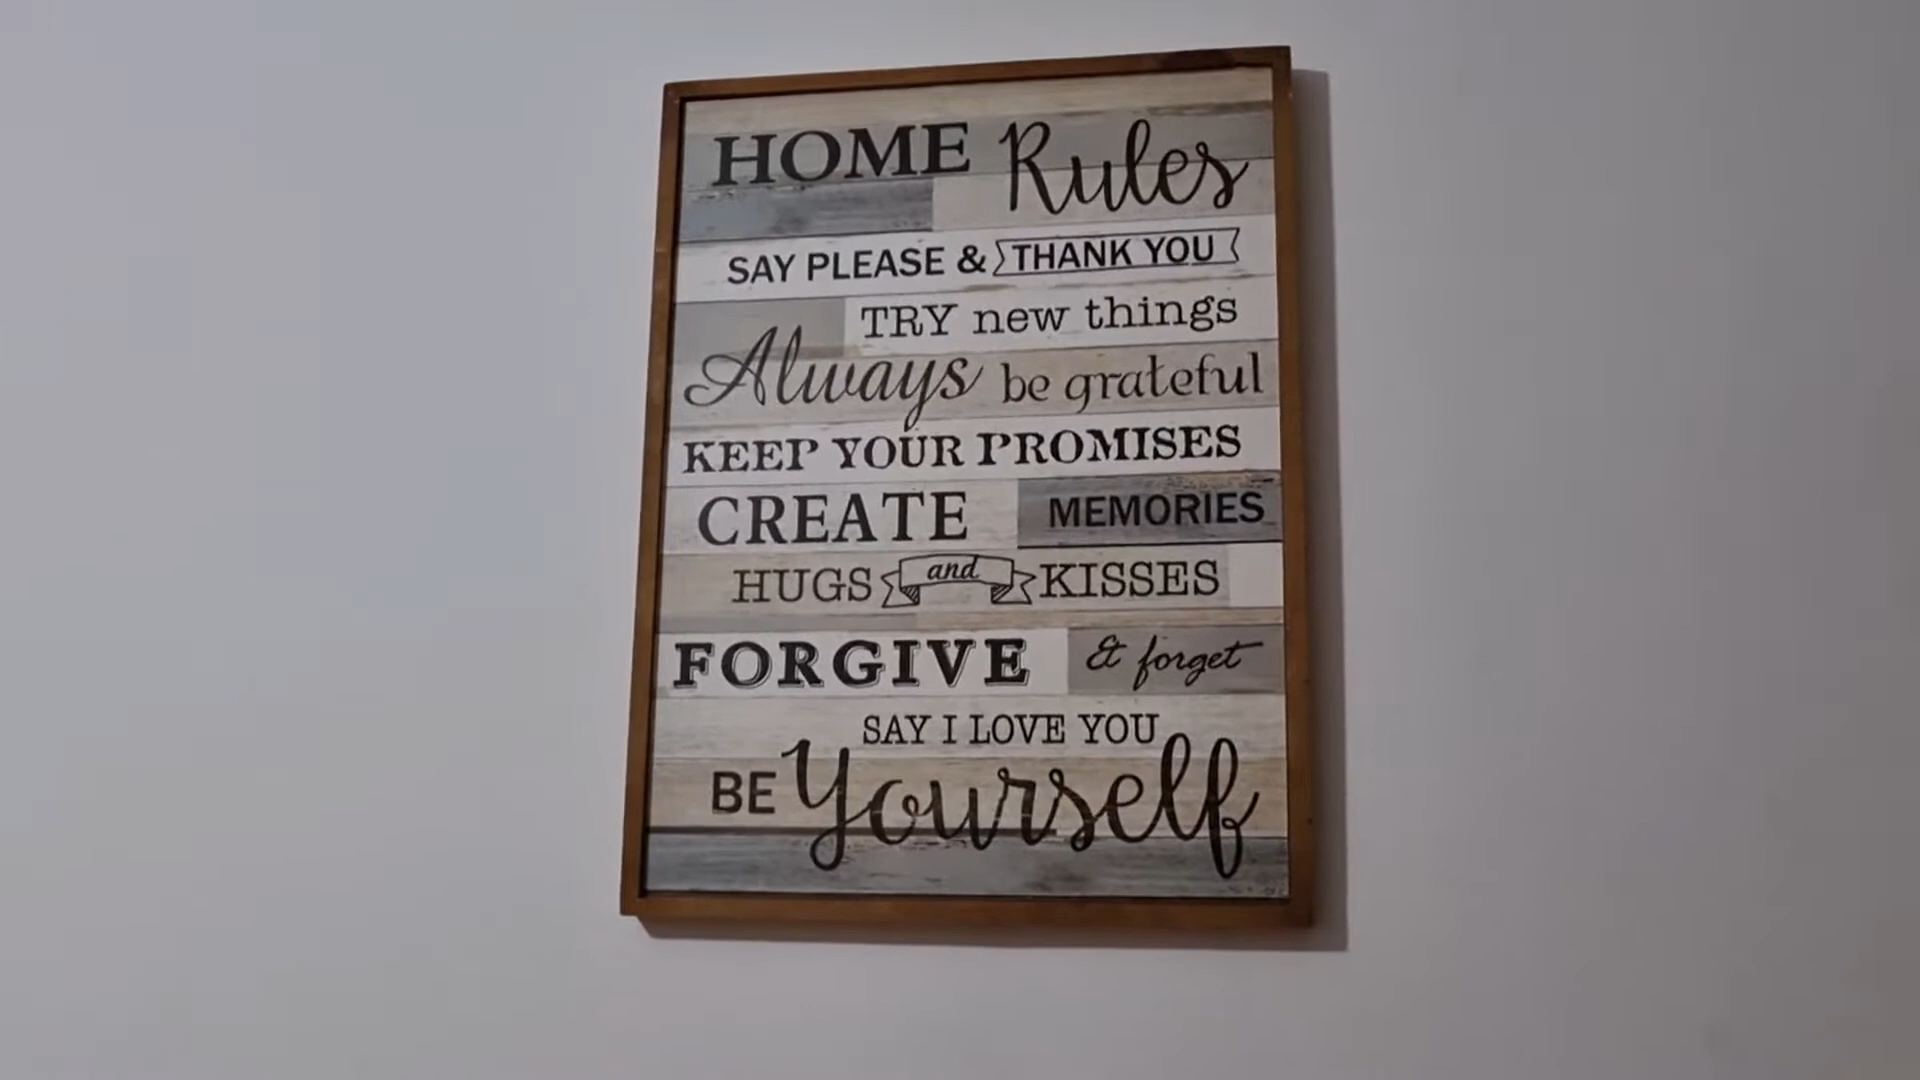 HOME Rules
SAY PLEASE & THANK YOU
TRY new things
Always be grateful
KEEP YOUR PROMISES
CREATE MEMORIES
HUGS and KISSES
FORGIVE & forget
SAY I LOVE YOU
BE Yourself